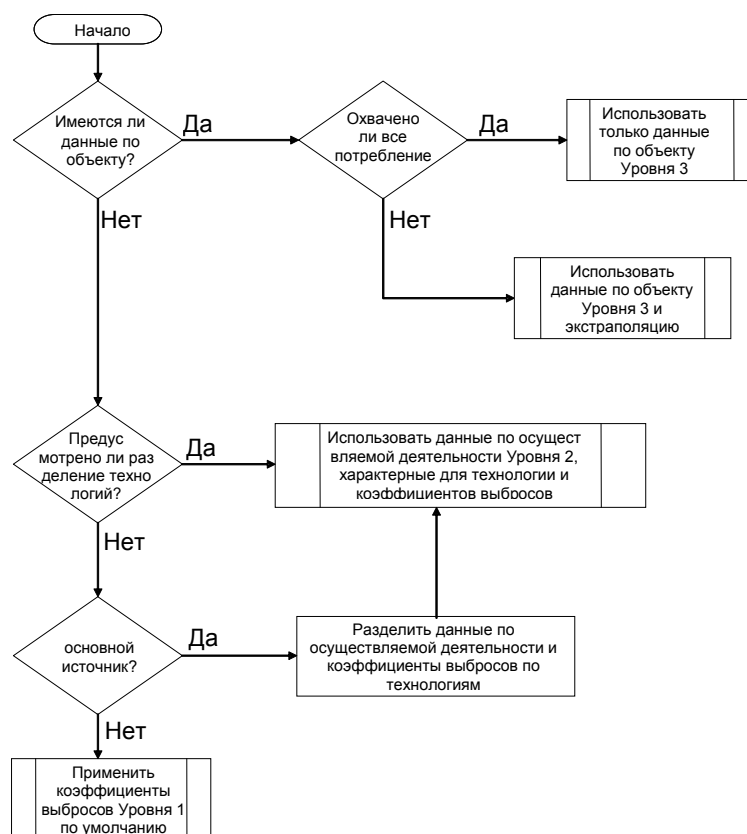 Начало
Имеются ли
данные по
объекту?
Да
Охвачено
ли все
потребление
Да
Использовать
только данные
по объекту
Уровня 3
Нет
Нет
Использовать
данные по объекту
Уровня 3 и
экстраполяцию
Предус
мотрено ли раз
деление техно
логий?
Да
Использовать данные по осущест
вляемой деятельности Уровня 2,
характерные для технологии и
коэффициентов выбросов
Нет
основной
источник?
Да
Разделить данные по
осуществляемой деятельности и
коэффициенты выбросов по
технологиям
Нет
Применить
коэффициенты
выбросов Уровня 1
по умолчанию